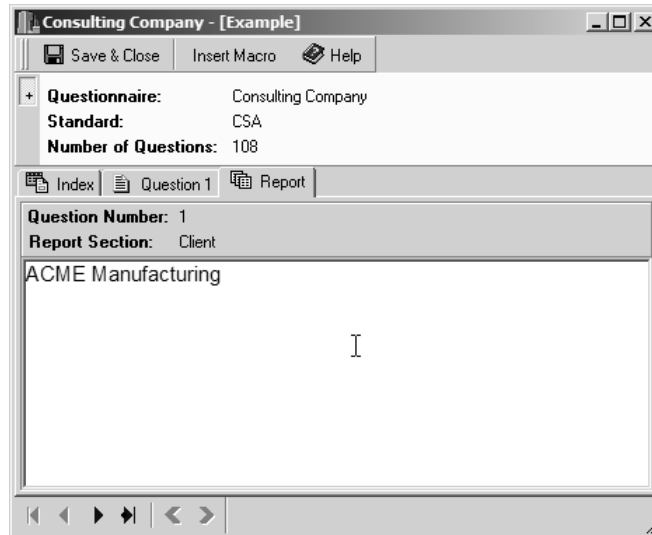 Consulting Company - [Example]
Save & Close Insert Macro Help
Questionnaire: Consulting Company
Standard: CSA
Number of Questions: 108
Index Question 1 Report
Question Number: 1
Report Section: Client
ACME Manufacturing